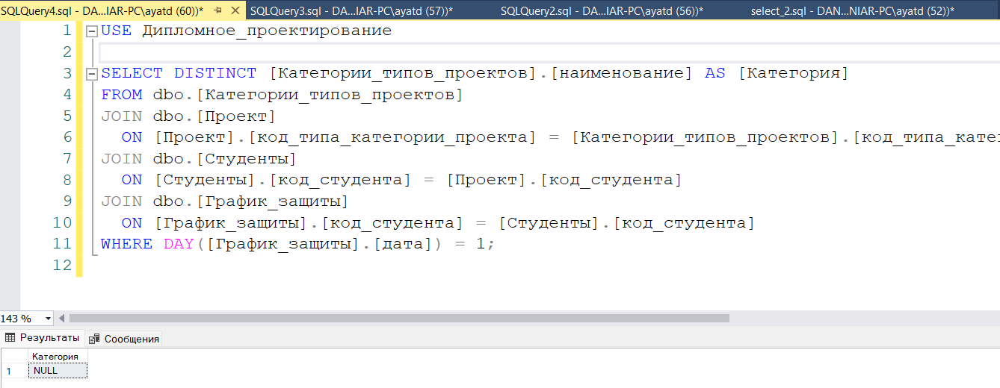 SQLQuery4.sql - DA...IAR-PC\ayatd (60))* SQLQuery3.sql - DA...IAR-PC\ayatd (57))* SQLQuery2.sql - DA...IAR-PC\ayatd (56))* select_2.sql - DAN...NIAR-PC\ayatd (52))*
1 USE Дипломное_проектирование
2
3 SELECT DISTINCT [Категории_типов_проектов].[наименование] AS [Категория]
4 FROM dbo.[Категории_типов_проектов]
5 JOIN dbo.[Проект]
6 ON [Проект].[код_типа_категории_проекта] = [Категории_типов_проектов].[код_типа_катег
7 JOIN dbo.[Студенты]
8 ON [Студенты].[код_студента] = [Проект].[код_студента]
9 JOIN dbo.[График_защиты]
10 ON [График_защиты].[код_студента] = [Студенты].[код_студента]
11 WHERE DAY([График_защиты].[дата]) = 1;
12
143 %
Результаты Сообщения
Категория
1 NULL